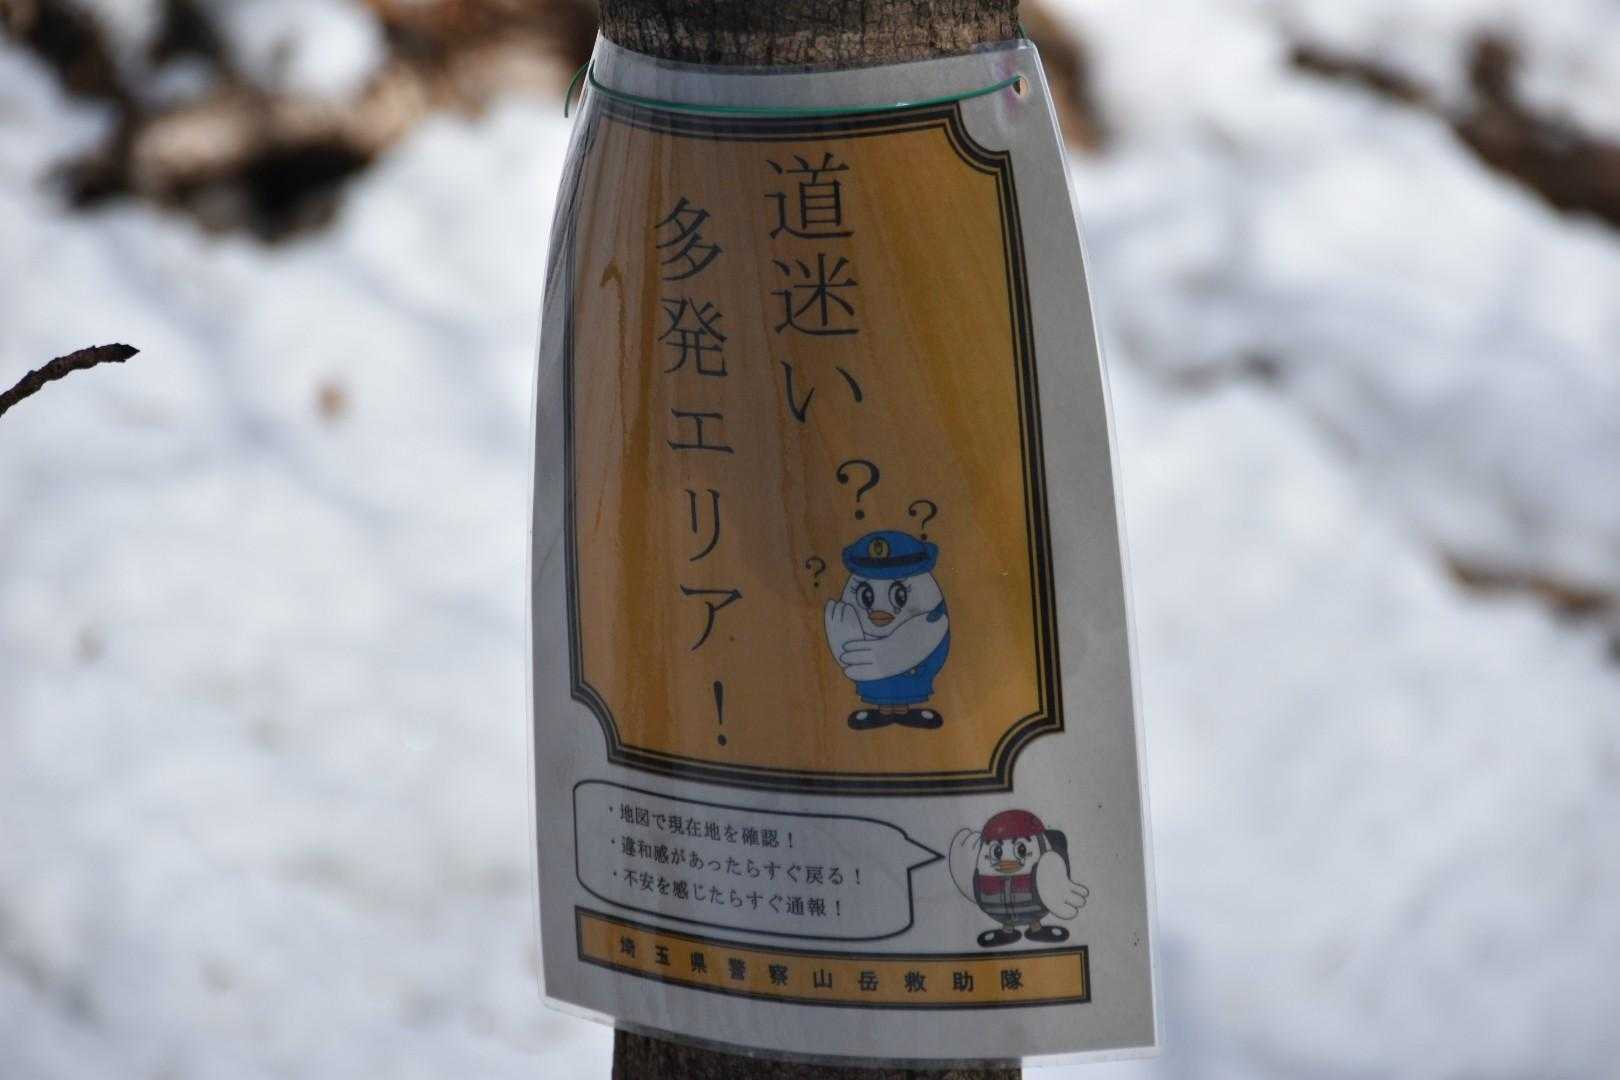 道迷い
多発エリア！
？
？
？
・地図で現在地を確認！
・違和感があったらすぐ戻る！
・不安を感じたらすぐ通報！
埼玉県警察山岳救助隊